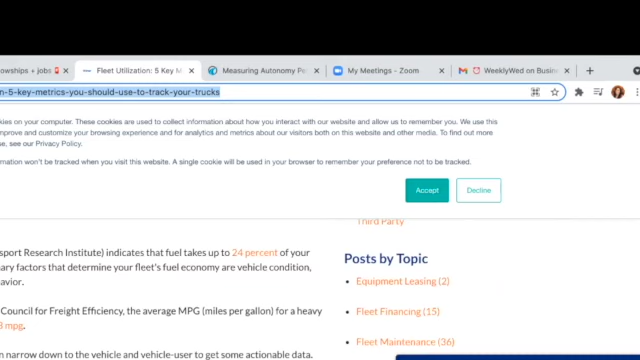 owships + jobs
Fleet Utilization: 5 Key M
Measuring Autonomy Pe
My Meetings - Zoom
WeeklyWed on Busine
n-5-key-metrics-you-should-use-to-track-your-trucks
kies on your computer. These cookies are used to collect information about how you interact with our website and allow us to remember you. We use this
mprove and customize your browsing experience and for analytics and metrics about our visitors both on this website and other media. To find out more
se, see our Privacy Policy.
mation won't be tracked when you visit this website. A single cookie will be used in your browser to remember your preference not to be tracked.
Accept
Decline
Third Party
sport Research Institute) indicates that fuel takes up to 24 percent of your
ary factors that determine your fleet's fuel economy are vehicle condition,
avior.
Council for Freight Efficiency, the average MPG (miles per gallon) for a heavy
mpg.
n narrow down to the vehicle and vehicle-user to get some actionable data.
Posts by Topic
Equipment Leasing (2)
Fleet Financing (15)
Fleet Maintenance (36)